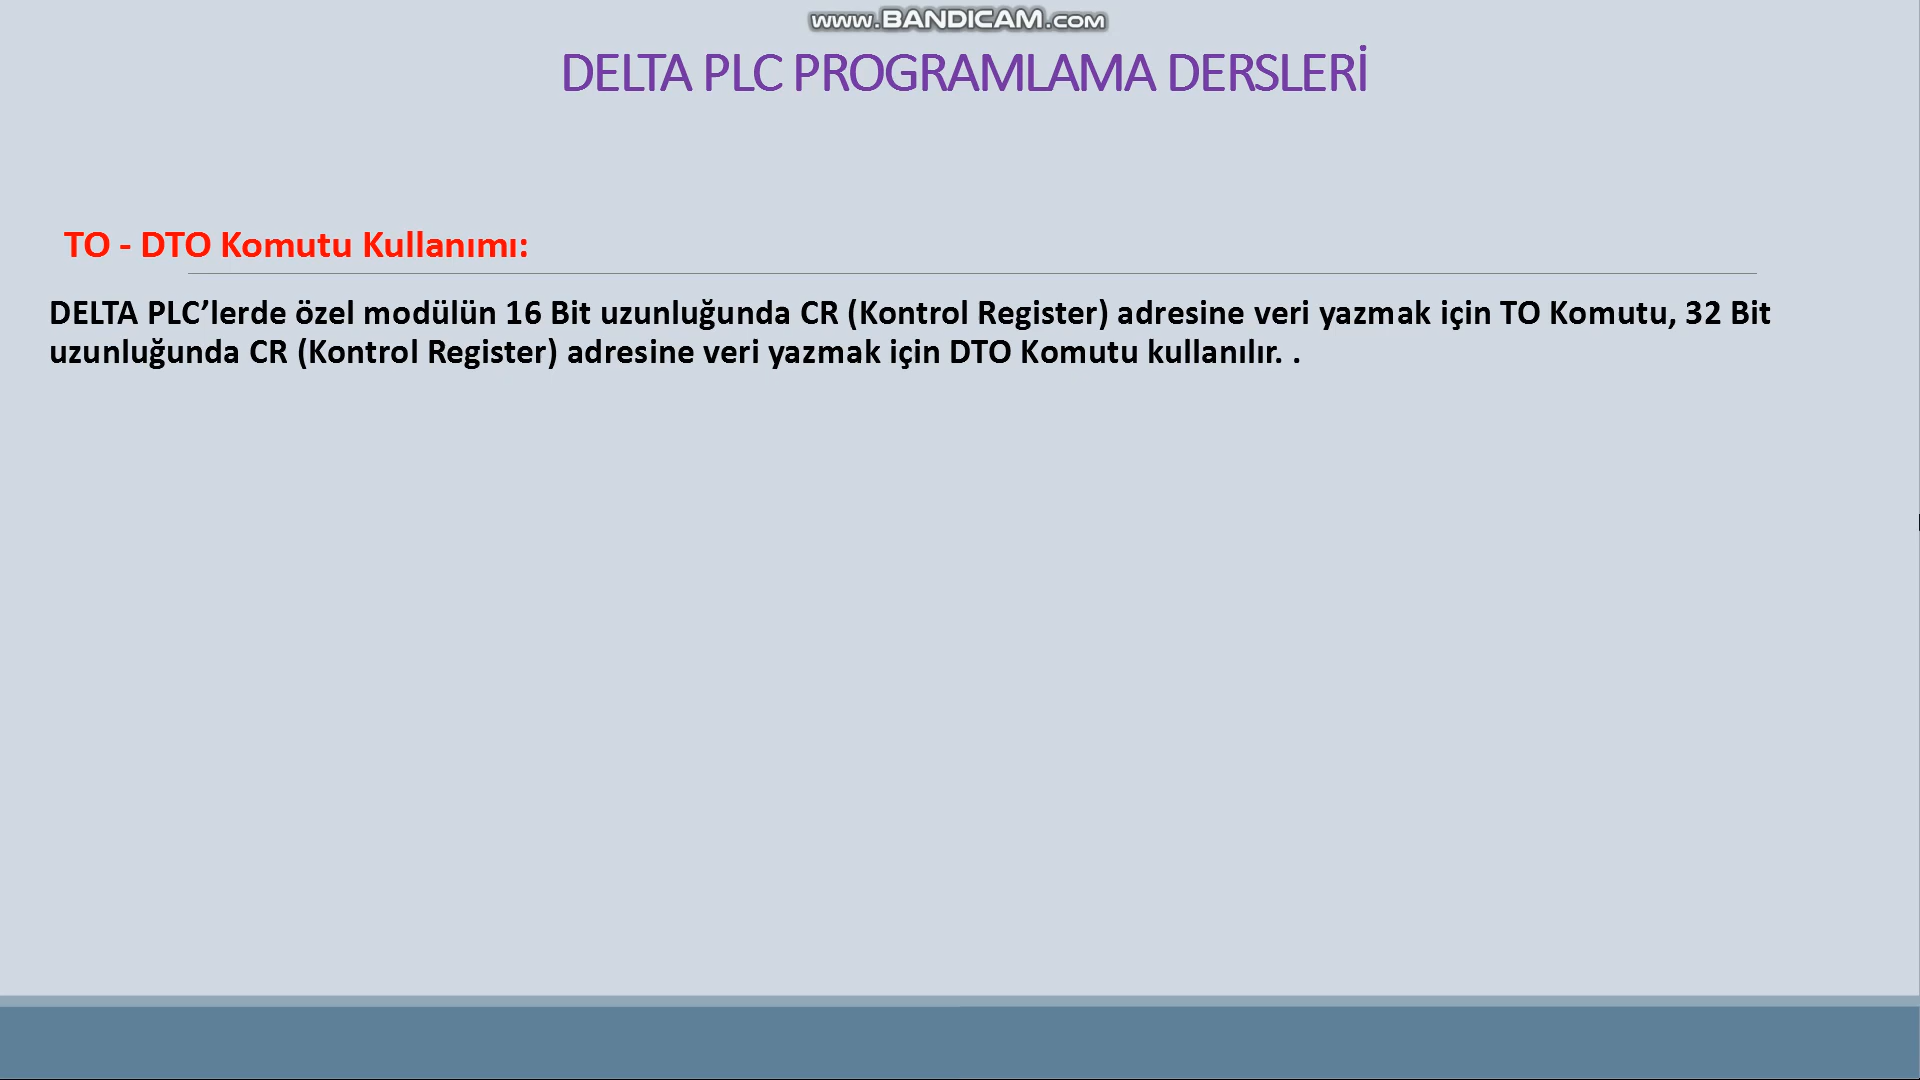 www.BANDICAM.com
DELTA PLC PROGRAMLAMA DERSLERİ
TO - DTO Komutu Kullanımı:
DELTA PLC’lerde özel modülün 16 Bit uzunluğunda CR (Kontrol Register) adresine veri yazmak için TO Komutu, 32 Bit
uzunluğunda CR (Kontrol Register) adresine veri yazmak için DTO Komutu kullanılır. .